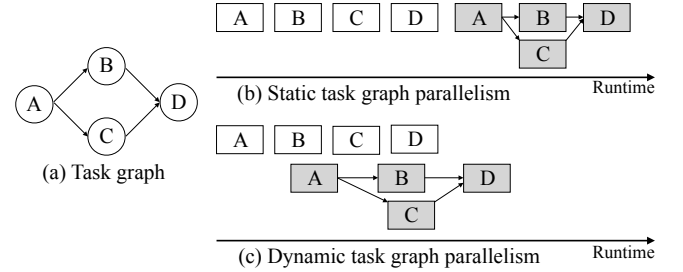 A
B
C
D
(a) Task graph
A B C D A B D
C
Runtime
(b) Static task graph parallelism
A B C D
A B D
C
Runtime
(c) Dynamic task graph parallelism